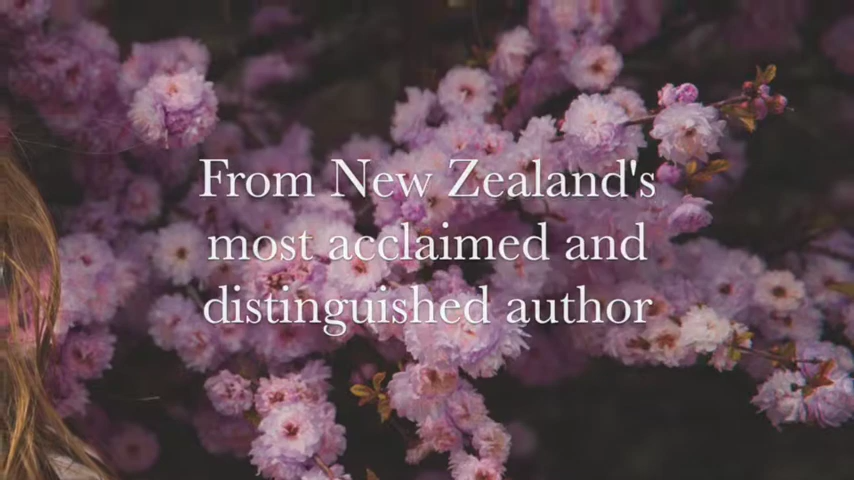 From New Zealand's
most acclaimed and
distinguished author